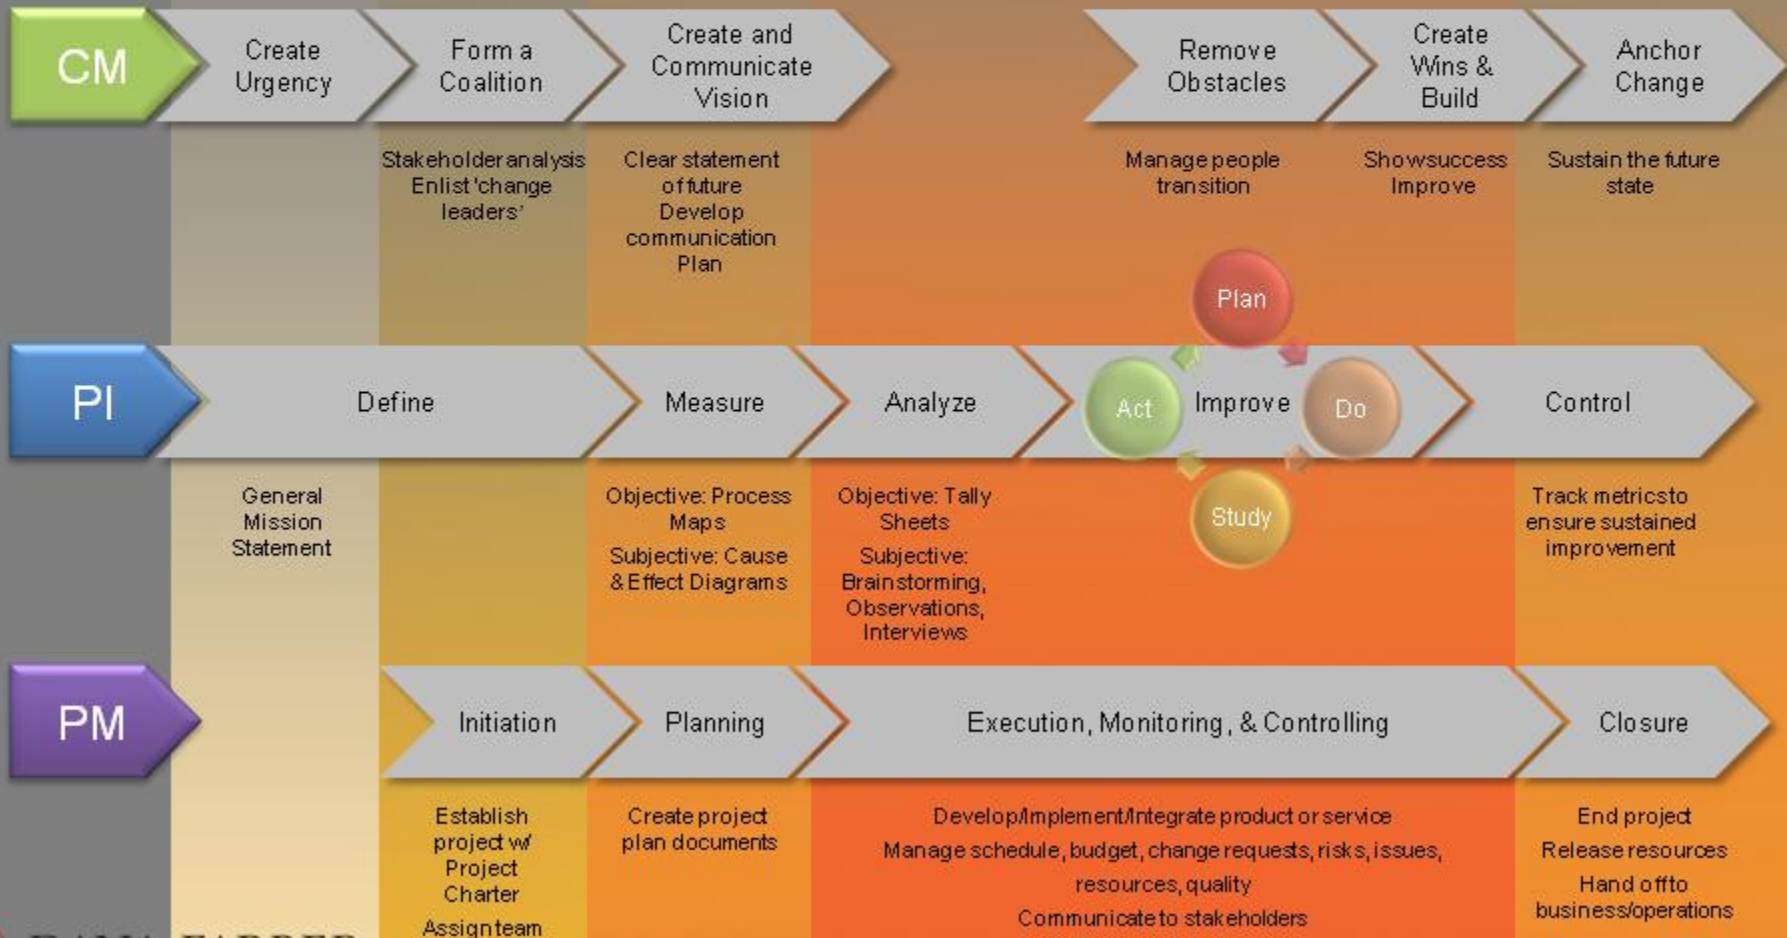 CM
Create
Urgency
Form a
Coalition
Create and
Communicate
Vision
Remove
Obstacles
Create
Wins &
Build
Anchor
Change
Stakeholder analysis
Enlist 'change
leaders'
Clear statement
of future
Develop
communication
Plan
Manage people
transition
Show success
Improve
Sustain the future
state
PI
Define
Measure
Analyze
Improve
Control
Plan
Do
Study
Act
General
Mission
Statement
Objective: Process
Maps
Subjective: Cause
& Effect Diagrams
Objective: Tally
Sheets
Subjective:
Brainstorming,
Observations,
Interviews
Track metrics to
ensure sustained
improvement
PM
Initiation
Planning
Execution, Monitoring, & Controlling
Closure
Establish
project w/
Project
Charter
Assign team
Create project
plan documents
Develop/Implement/Integrate product or service
Manage schedule, budget, change requests, risks, issues,
resources, quality
Communicate to stakeholders
End project
Release resources
Hand off to
business/operations